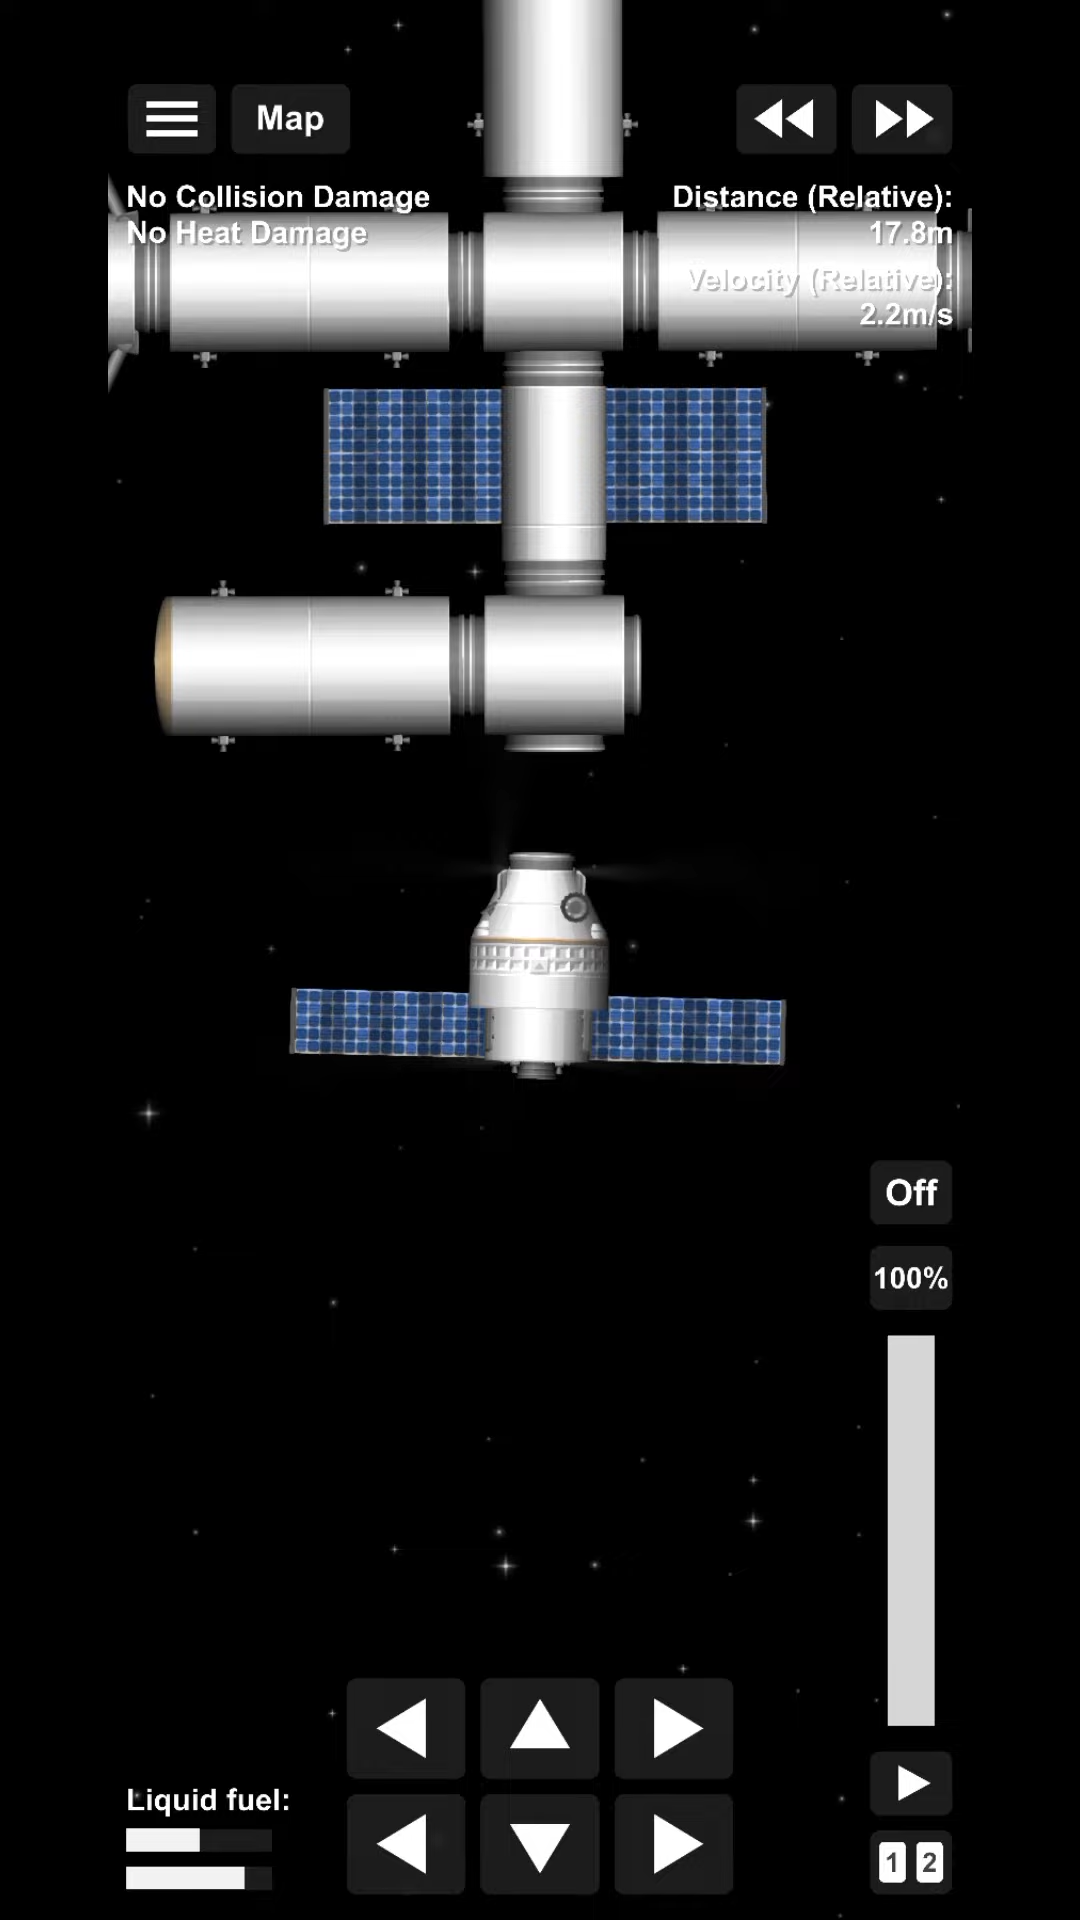 Map
No Collision Damage
No Heat Damage
Distance (Relative):
17.8m
Velocity (Relative):
2.2m/s
Off
100%
Liquid fuel:
1 2